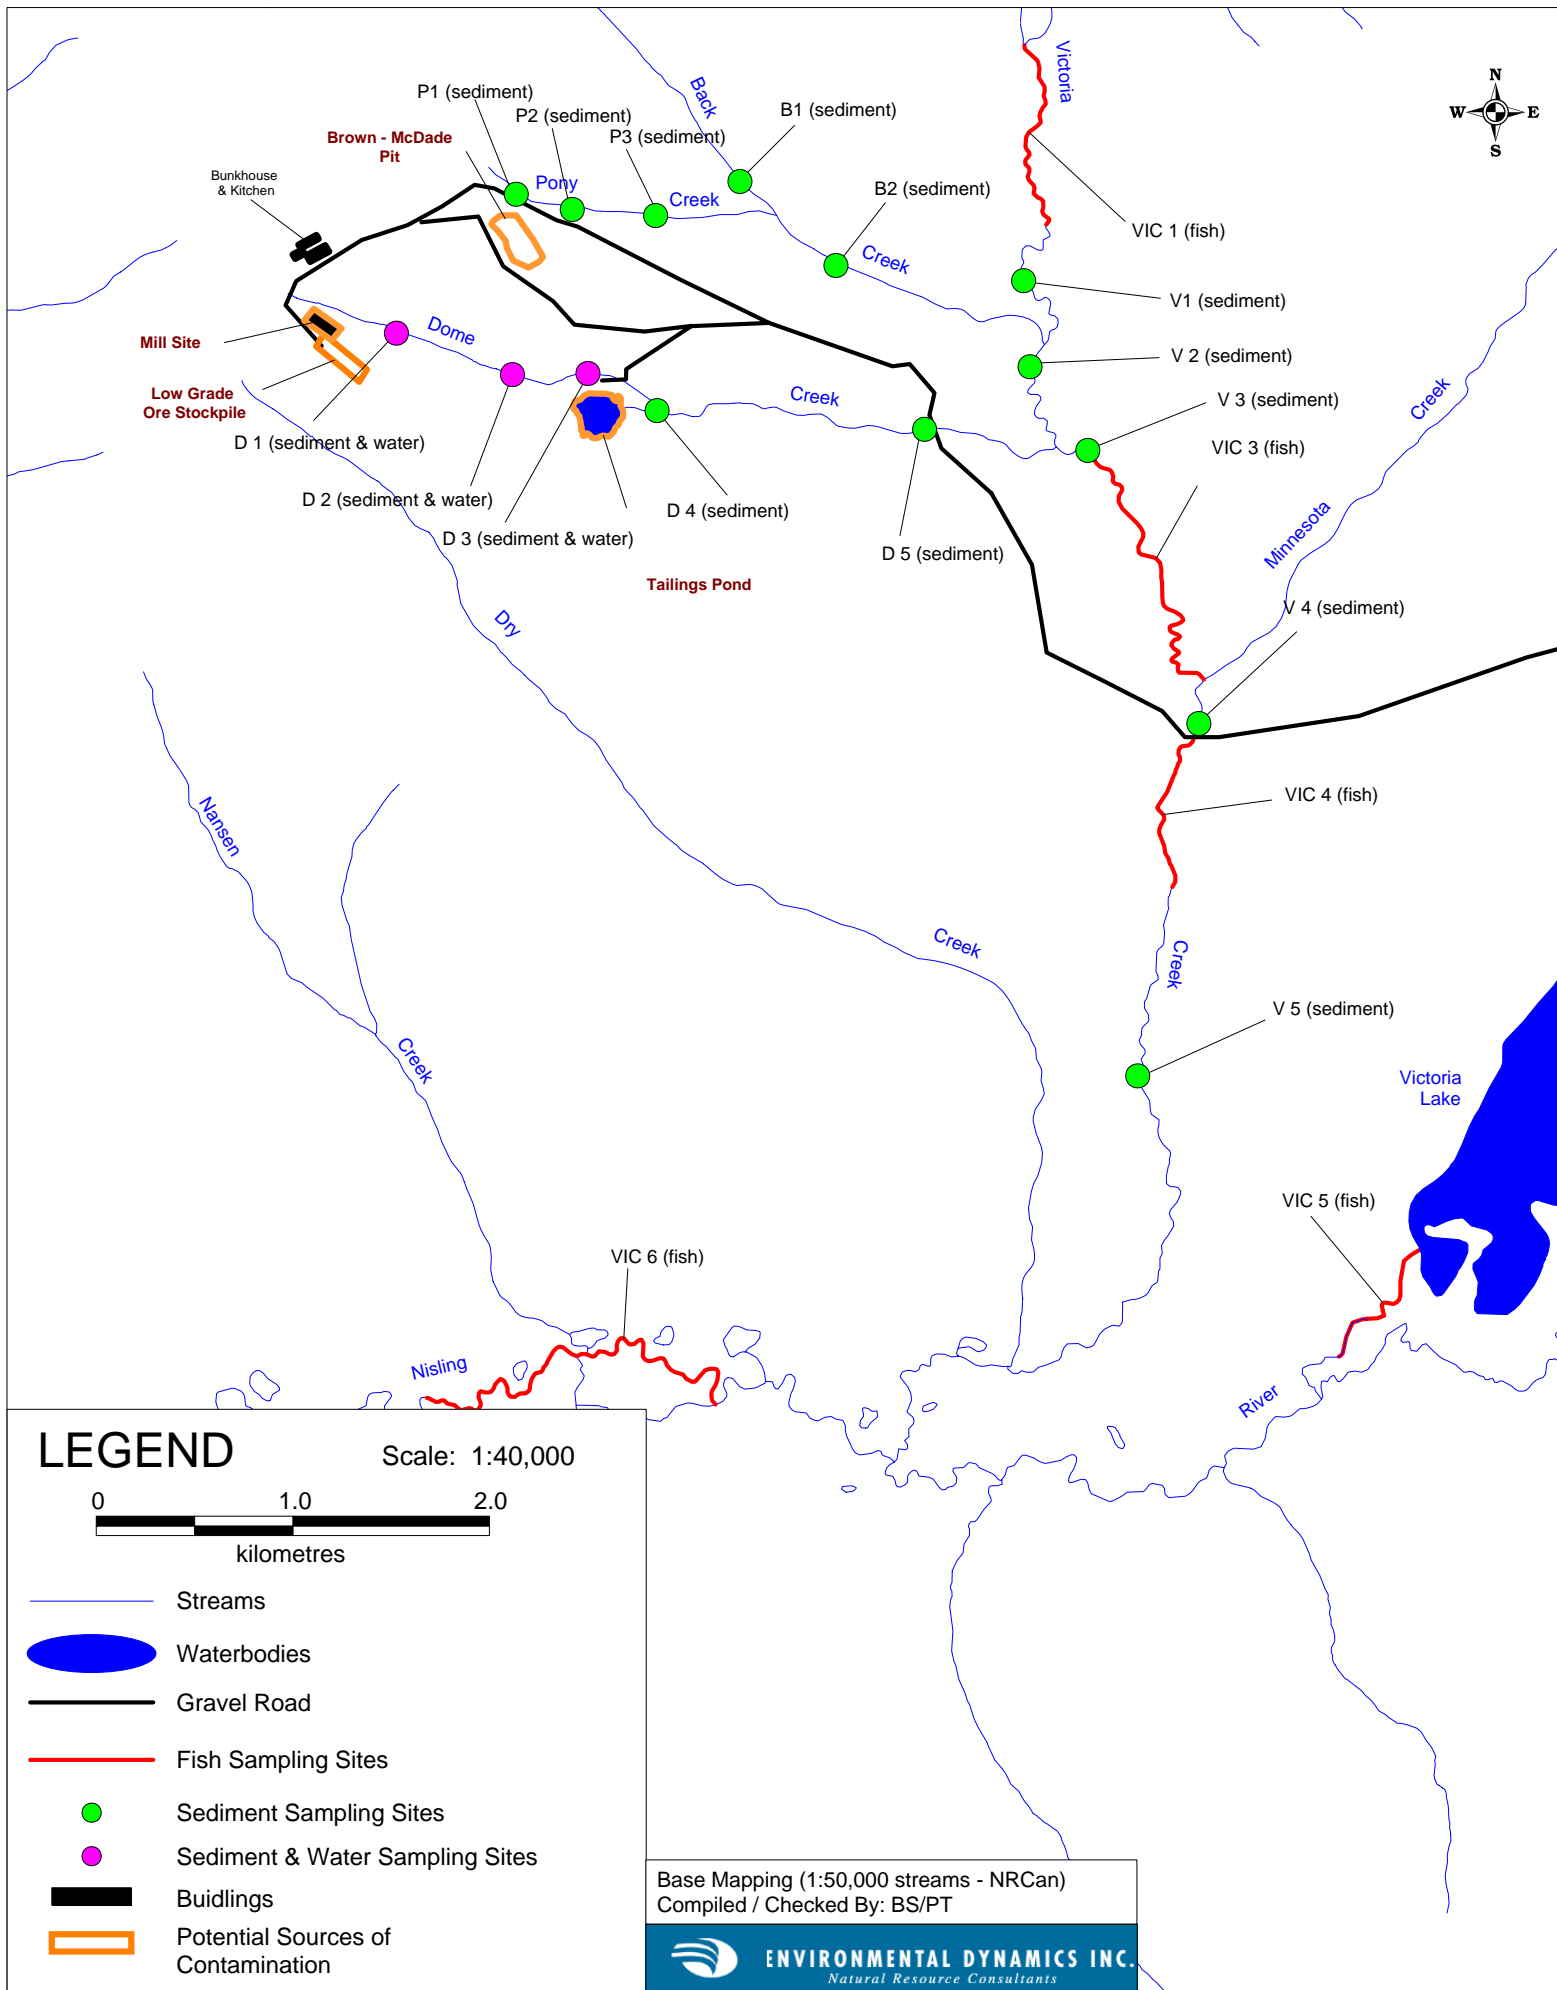 Victoria
N
W
E
S
Back
P1 (sediment)
P2 (sediment)
P3 (sediment)
B1 (sediment)
Brown - McDade
Pit
Bunkhouse
& Kitchen
Pony
Creek
B2 (sediment)
Creek
VIC 1 (fish)
V1 (sediment)
Mill Site
Dome
V 2 (sediment)
Low Grade
Ore Stockpile
Creek
Creek
V 3 (sediment)
D 1 (sediment & water)
VIC 3 (fish)
D 2 (sediment & water)
D 4 (sediment)
D 3 (sediment & water)
D 5 (sediment)
Minnesota
Tailings Pond
Dry
V 4 (sediment)
Nansen
VIC 4 (fish)
Creek
Creek
V 5 (sediment)
Creek
Victoria
Lake
VIC 5 (fish)
VIC 6 (fish)
Nisling
River
LEGEND
Scale: 1:40,000
0 1.0 2.0
kilometres
Streams
Waterbodies
Gravel Road
Fish Sampling Sites
Sediment Sampling Sites
Sediment & Water Sampling Sites
Buidlings
Potential Sources of
Contamination
Base Mapping (1:50,000 streams - NRCan)
Compiled / Checked By: BS/PT
ENVIRONMENTAL DYNAMICS INC.
Natural Resource Consultants